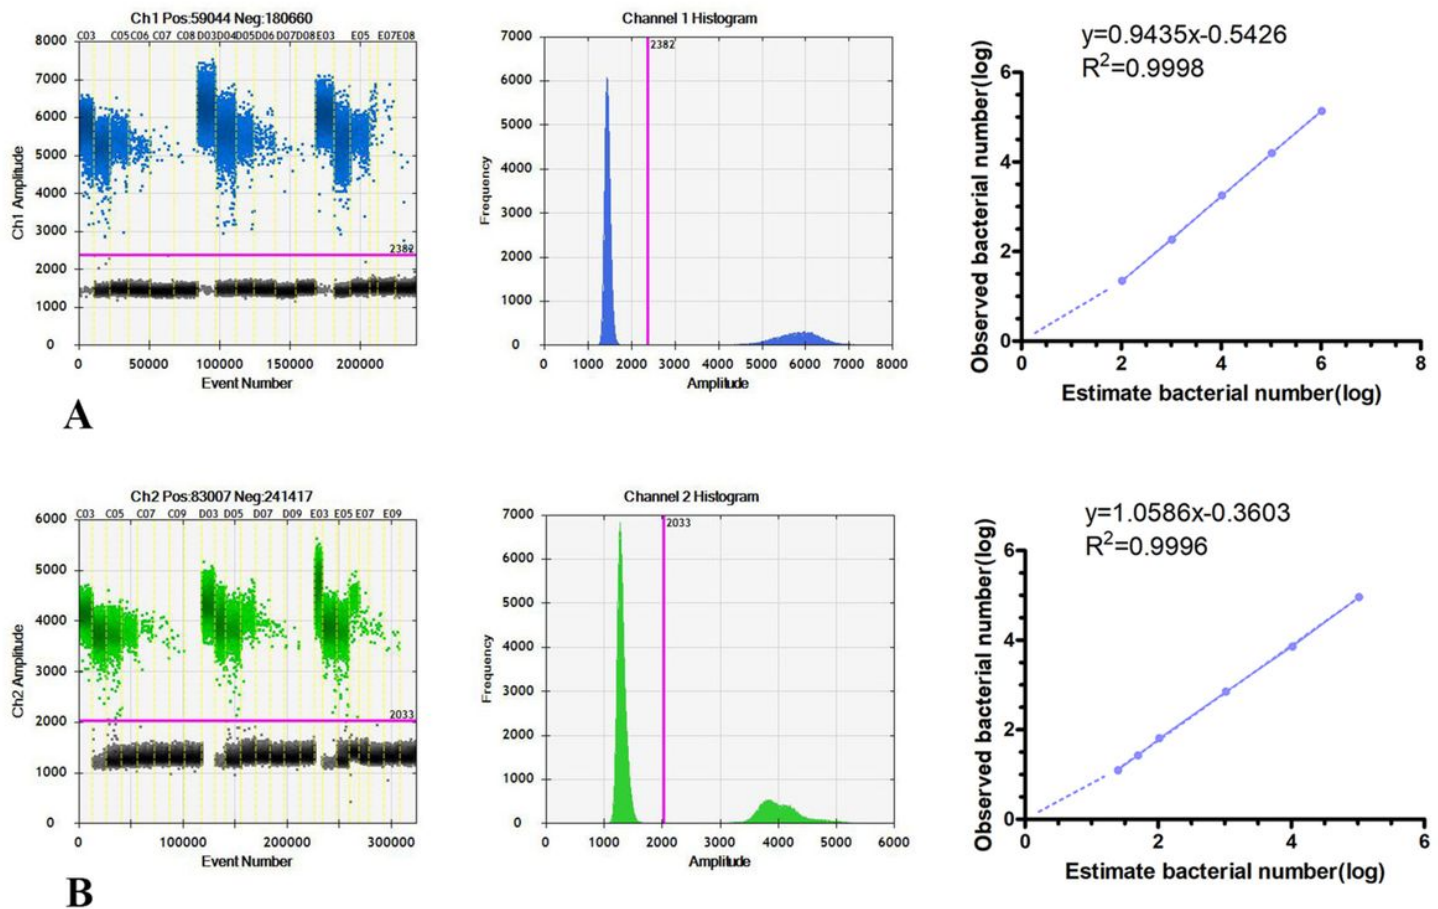 Ch1 Pos:59044 Neg:180660
C03 C05C06 C07 C08 D03D04D05D06 D07D08E03 E05 E07E08
8000
7000
6000
5000
4000
3000
2000
1000
0
Ch1 Amplitude
2382
0 50000 100000 150000 200000
Event Number
Channel 1 Histogram
7000
6000
5000
4000
3000
2000
1000
0
Frequency
2382
0 1000 2000 3000 4000 5000 6000 7000 8000
Amplitude
y=0.9435x-0.5426
R²=0.9998
6
4
2
0
Observed bacterial number(log)
0 2 4 6 8
Estimate bacterial number(log)
A
Ch2 Pos:83007 Neg:241417
C03 C05 C07 C09 D03 D05 D07 D09 E03 E05 E07 E09
6000
5000
4000
3000
2000
1000
0
Ch2 Amplitude
2033
0 100000 200000 300000
Event Number
Channel 2 Histogram
7000
6000
5000
4000
3000
2000
1000
0
Frequency
2033
0 1000 2000 3000 4000 5000 6000
Amplitude
y=1.0586x-0.3603
R²=0.9996
6
4
2
0
Observed bacterial number(log)
0 2 4 6
Estimate bacterial number(log)
B